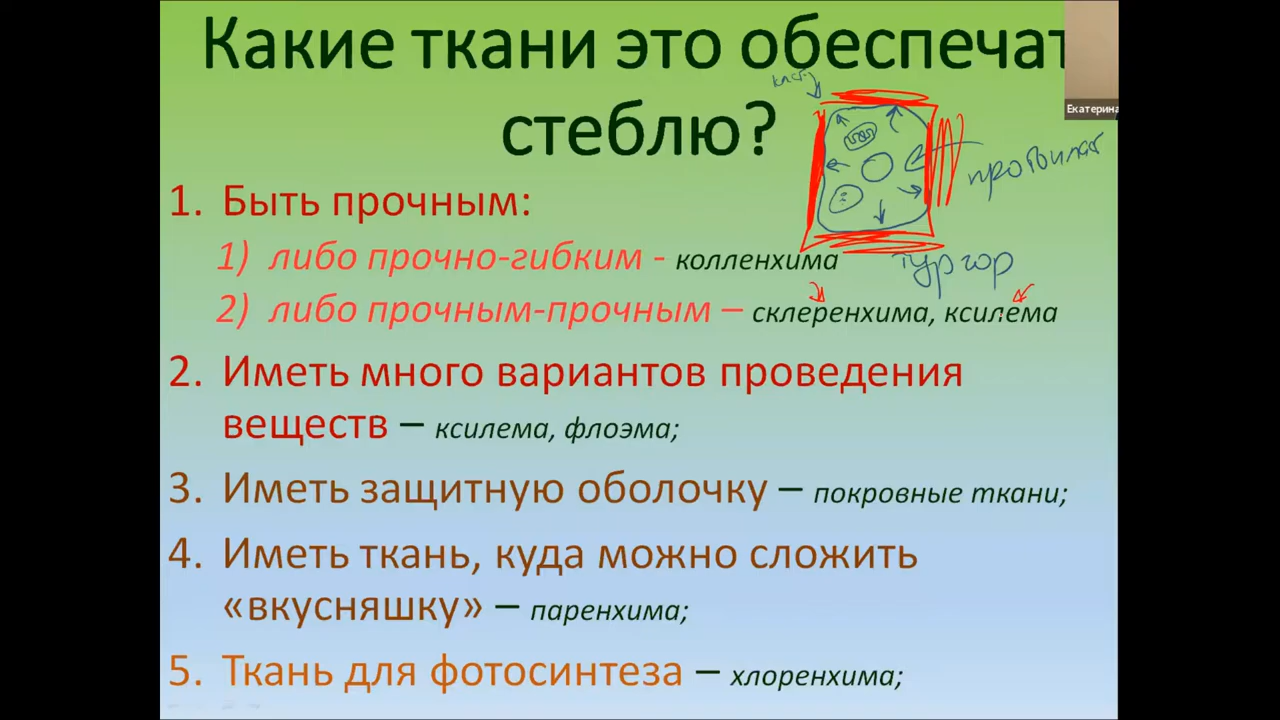 Какие ткани это обеспечат
стеблю?
Екатерина
тургор
1. Быть прочным:
1) либо прочно-гибким - колленхима
2) либо прочным-прочным – склеренхима, ксилема
2. Иметь много вариантов проведения
веществ – ксилема, флоэма;
3. Иметь защитную оболочку – покровные ткани;
4. Иметь ткань, куда можно сложить
«вкусняшку» – паренхима;
5. Ткань для фотосинтеза – хлоренхима;